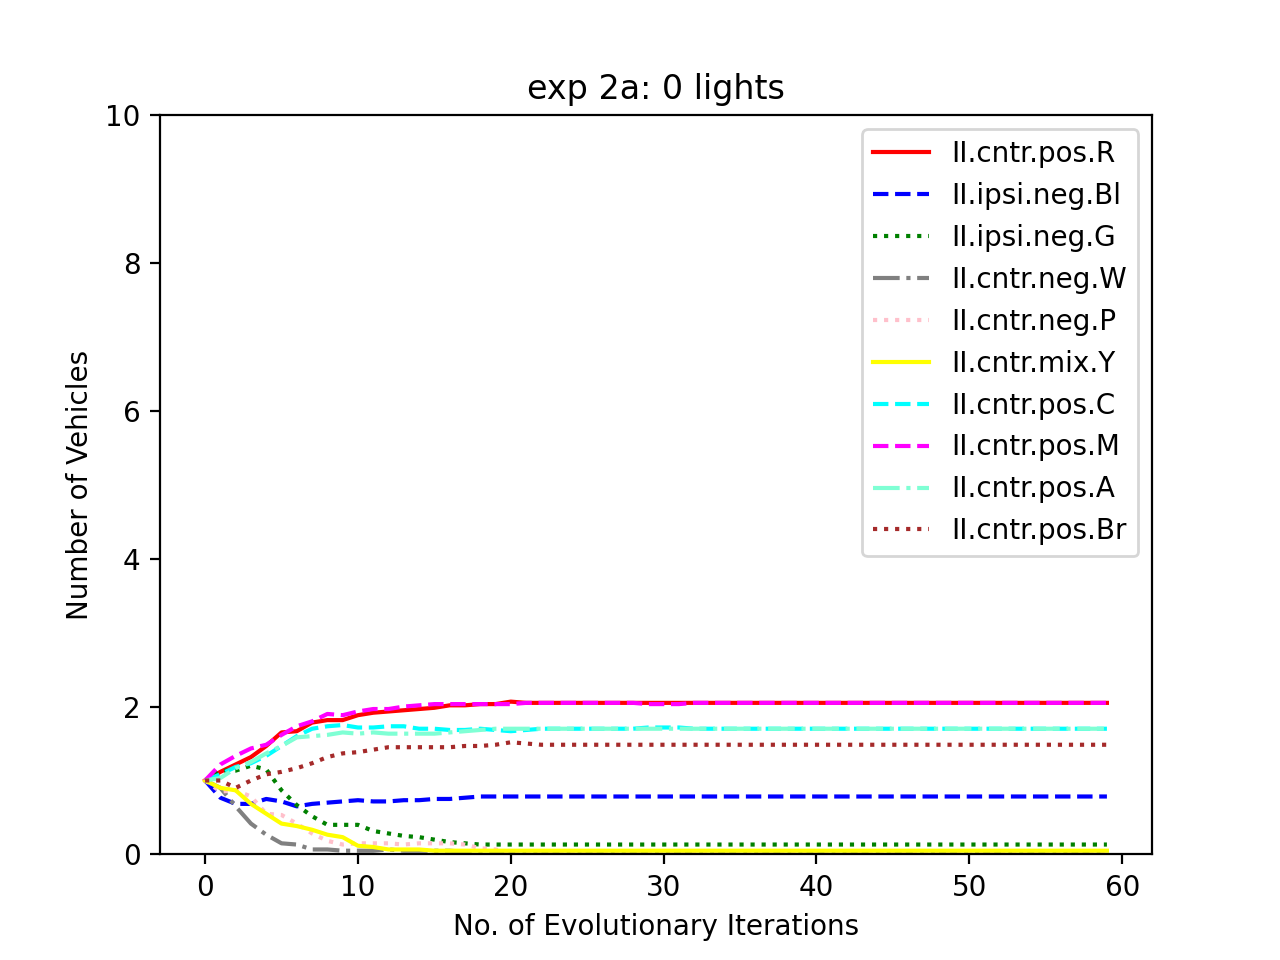 exp 2a: 0 lights
10
8
6
4
2
0
Number of Vehicles
II.cntr.pos.R
II.ipsi.neg.Bl
II.ipsi.neg.G
II.cntr.neg.W
II.cntr.neg.P
II.cntr.mix.Y
II.cntr.pos.C
II.cntr.pos.M
II.cntr.pos.A
II.cntr.pos.Br
0 10 20 30 40 50 60
No. of Evolutionary Iterations